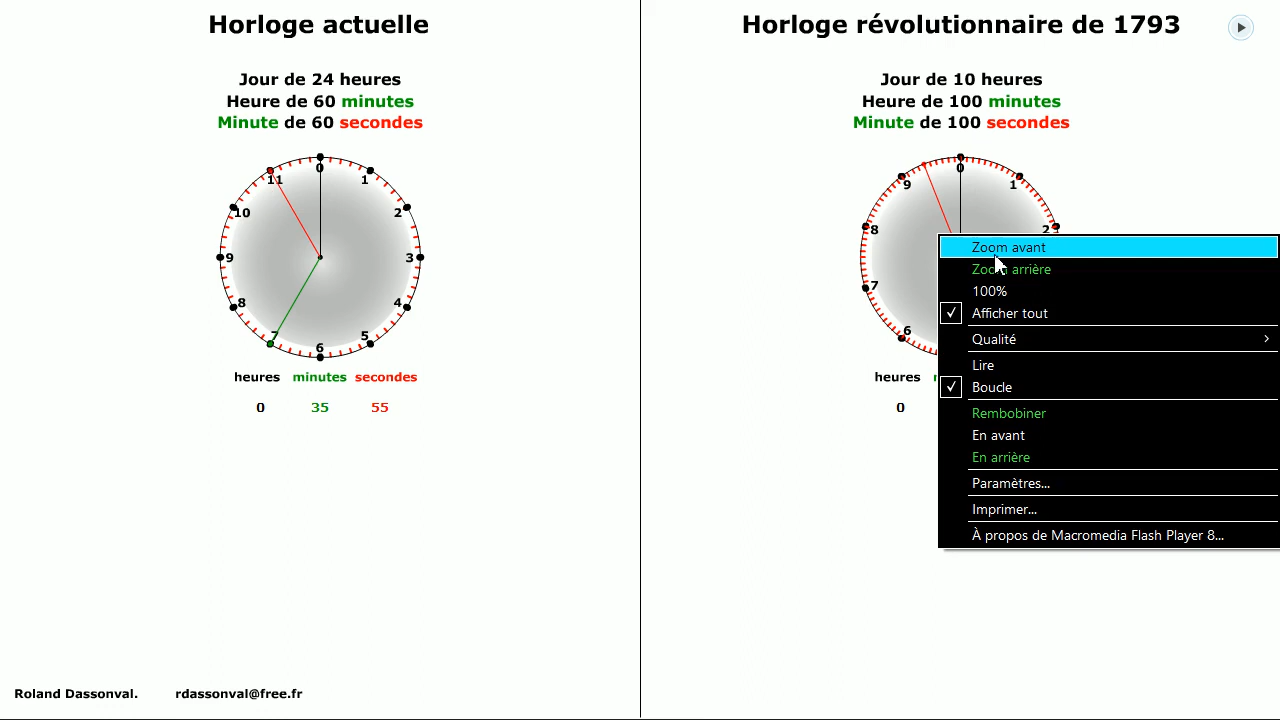 Horloge actuelle
Jour de 24 heures
Heure de 60 minutes
Minute de 60 secondes
0
11
1
10
2
9
3
8
4
7
5
6
heures minutes secondes
0 35 55
Roland Dassonval. rdassonval@free.fr
Horloge révolutionnaire de 1793
Jour de 10 heures
Heure de 100 minutes
Minute de 100 secondes
0
9
1
8
2
7
6
heures
0
Zoom avant
Zoom arrière
100%
Afficher tout
Qualité
Lire
Boucle
Rembobiner
En avant
En arrière
Paramètres...
Imprimer...
À propos de Macromedia Flash Player 8...